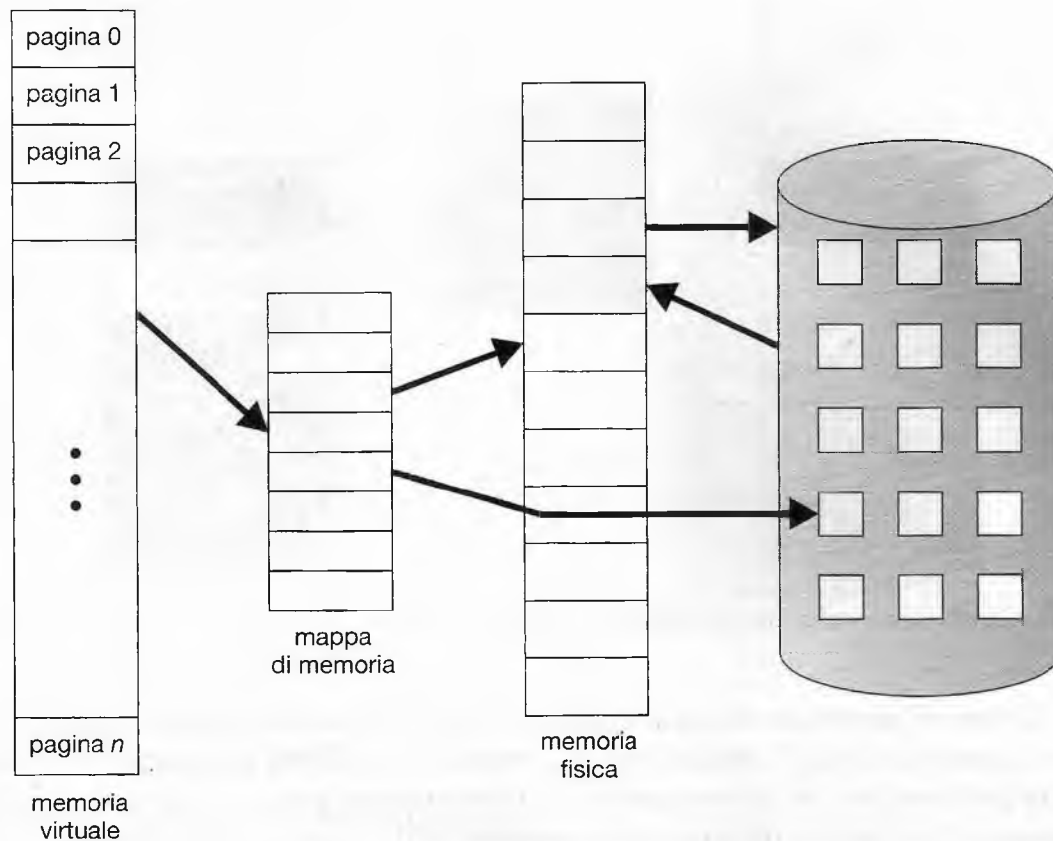 pagina 0
pagina 1
pagina 2
pagina n
memoria
virtuale
mappa
di memoria
memoria
fisica